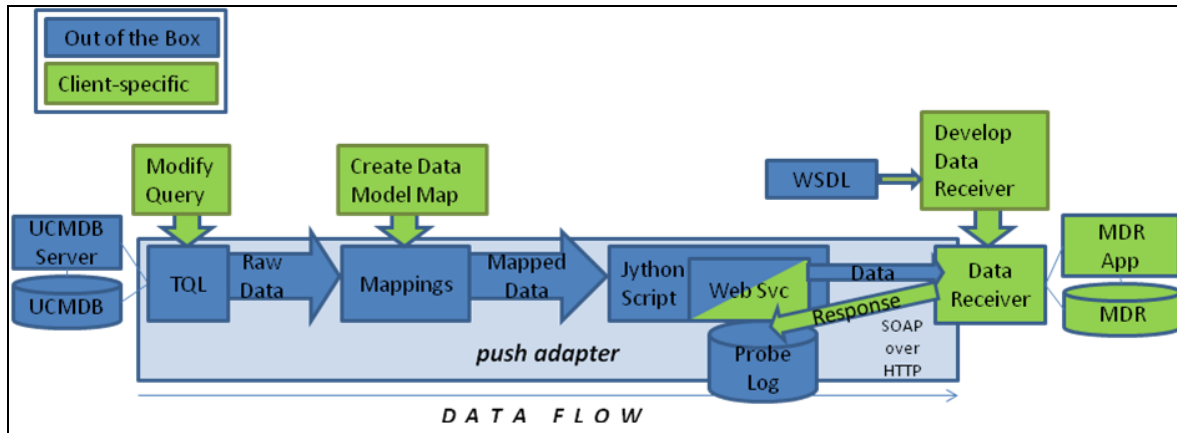 Out of the Box
Client-specific
Modify
Query
Create Data
Model Map
WSDL
Develop
Data
Receiver
UCMDB
Server
UCMDB
TQL
Raw
Data
Mappings
Mapped
Data
Jython
Script
Web Svc
Data
Response
Data
Receiver
MDR
App
MDR
SOAP
over
HTTP
Probe
Log
push adapter
DATA FLOW